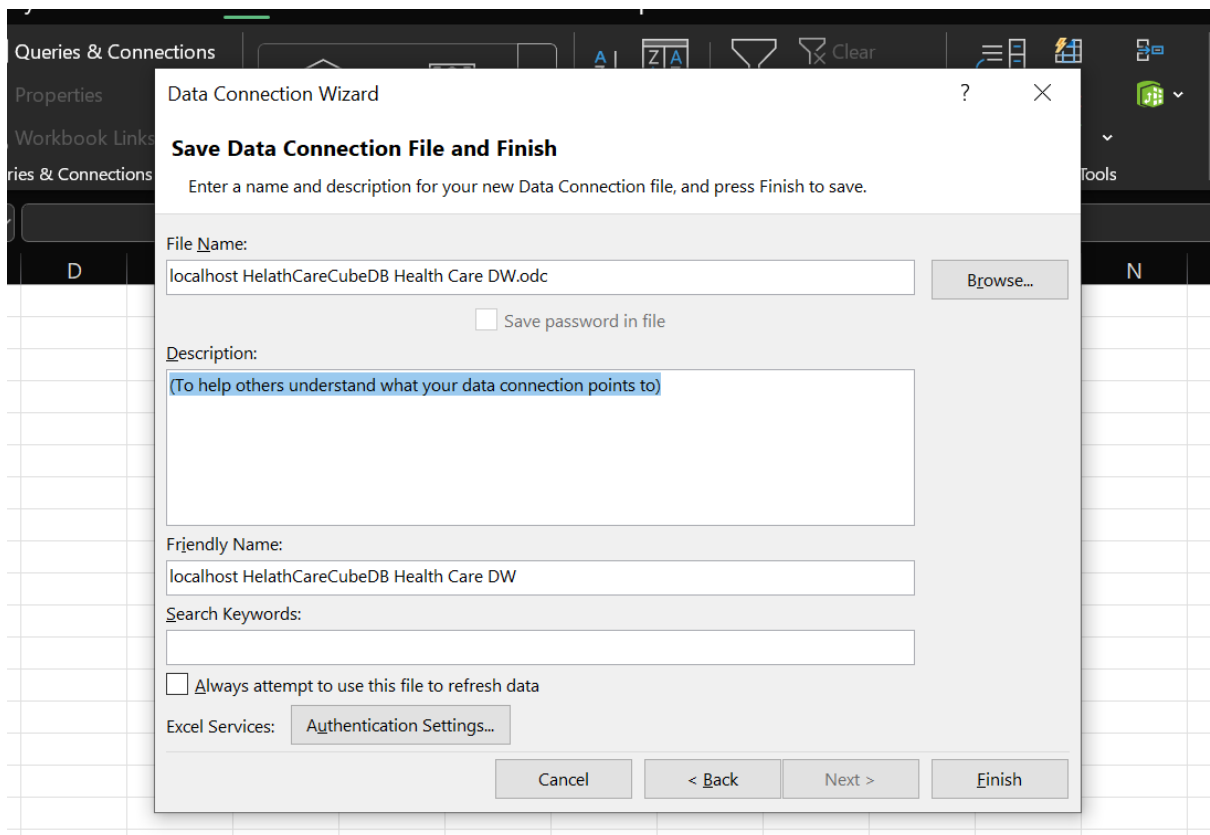 Queries & Connections
Properties
Workbook Links
ries & Connections
A
Z A
Clear
Tools
D
N
Data Connection Wizard
?
Save Data Connection File and Finish
Enter a name and description for your new Data Connection file, and press Finish to save.
File Name:
localhost HelathCareCubeDB Health Care DW.odc
Browse...
Save password in file
Description:
(To help others understand what your data connection points to)
Friendly Name:
localhost HelathCareCubeDB Health Care DW
Search Keywords:
Always attempt to use this file to refresh data
Excel Services:
Authentication Settings...
Cancel
< Back
Next >
Finish